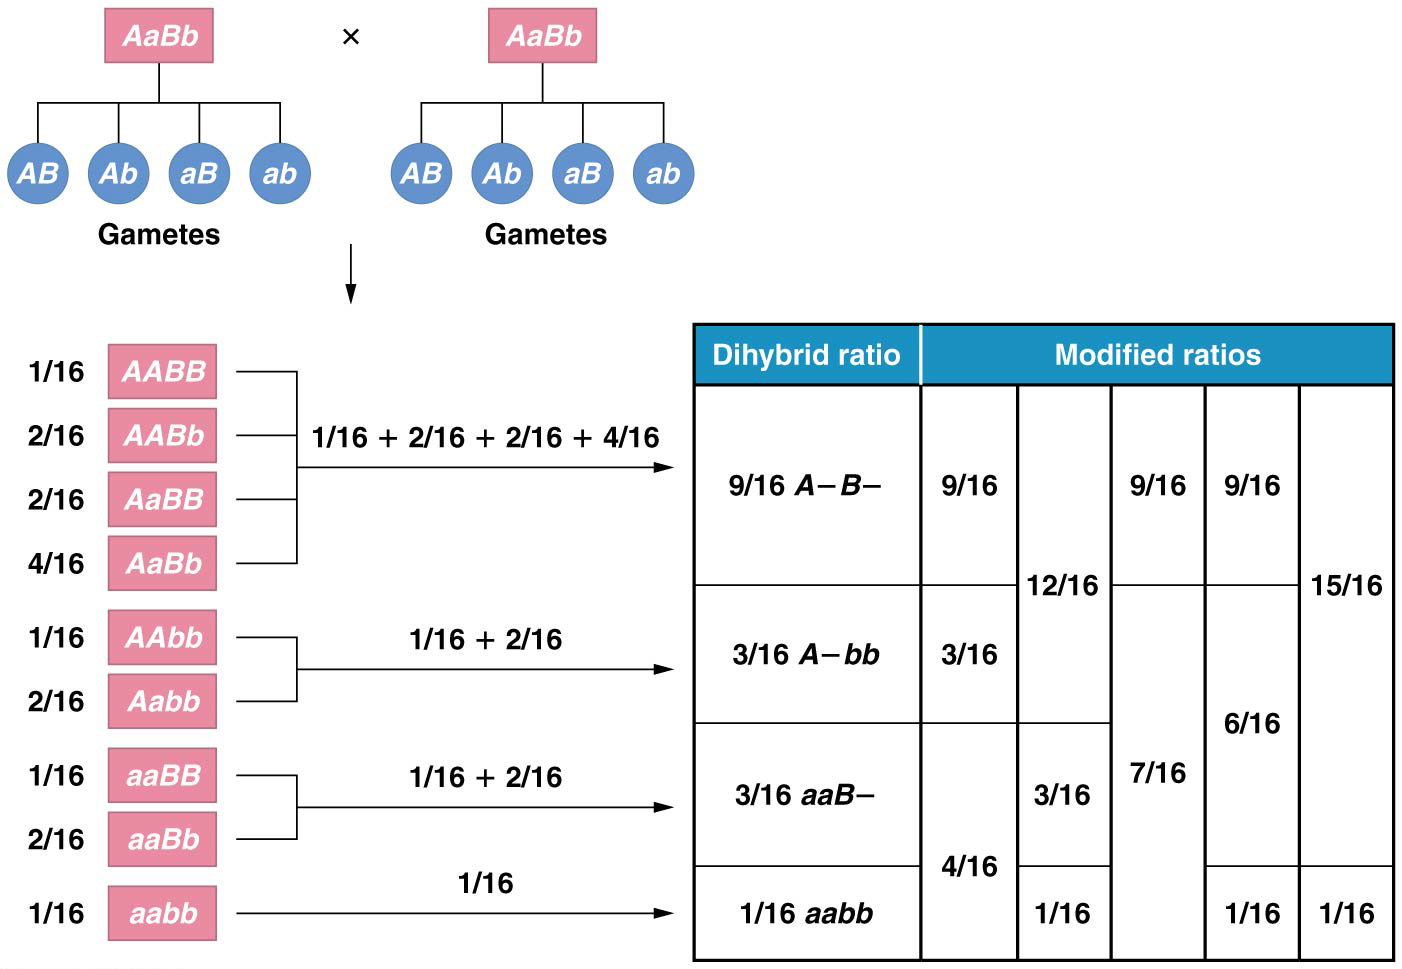 AaBb × AaBb
AB Ab aB ab AB Ab aB ab
Gametes Gametes
1/16 AABB
2/16 AABb
2/16 AaBB
4/16 AaBb
1/16 + 2/16 + 2/16 + 4/16
1/16 AAbb
2/16 Aabb
1/16 + 2/16
1/16 aaBB
2/16 aaBb
1/16 + 2/16
1/16 aabb
1/16
Dihybrid ratio Modified ratios
9/16 A–B– 9/16 9/16 9/16
12/16 15/16
3/16 A–bb 3/16
6/16
7/16
3/16 aaB– 3/16
4/16
1/16 aabb 1/16 1/16 1/16